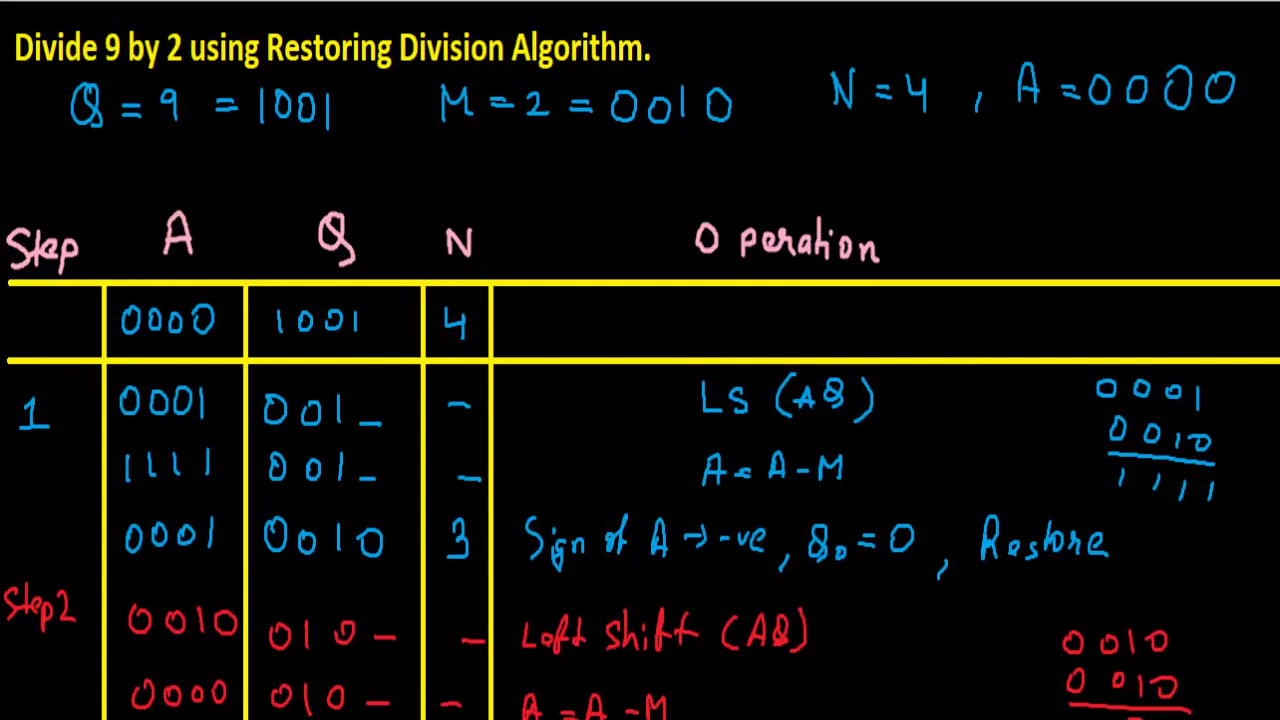 Divide 9 by 2 using Restoring Division Algorithm.
Q = 9 = 1001 M = 2 = 0010 N = 4 , A = 0000
Step A Q N Operation
0000 1001 4
1 0001 001_ - LS (AQ) 0001
1111 001_ - A = A - M 0010
1111
0001 0010 3 Sign of A → -ve, Q₀ = 0, Restore
Step2 0010 010- - Left shift (AQ) 0010
0000 010- - A = A - M 0010